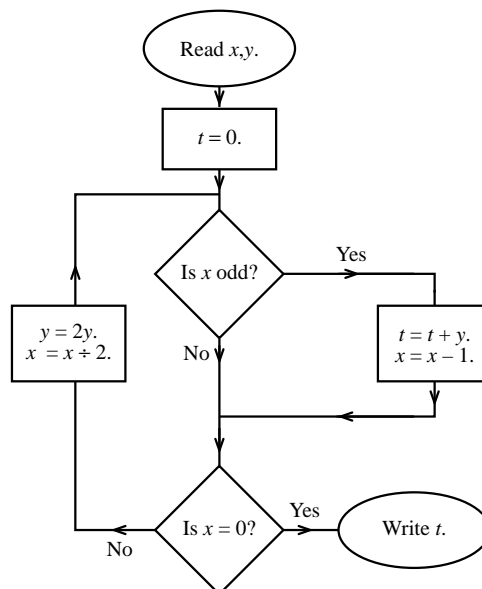 Read x,y.
t = 0.
Is x odd?
Yes
y = 2y.
x = x ÷ 2.
t = t + y.
x = x − 1.
No
Is x = 0?
Yes
Write t.
No